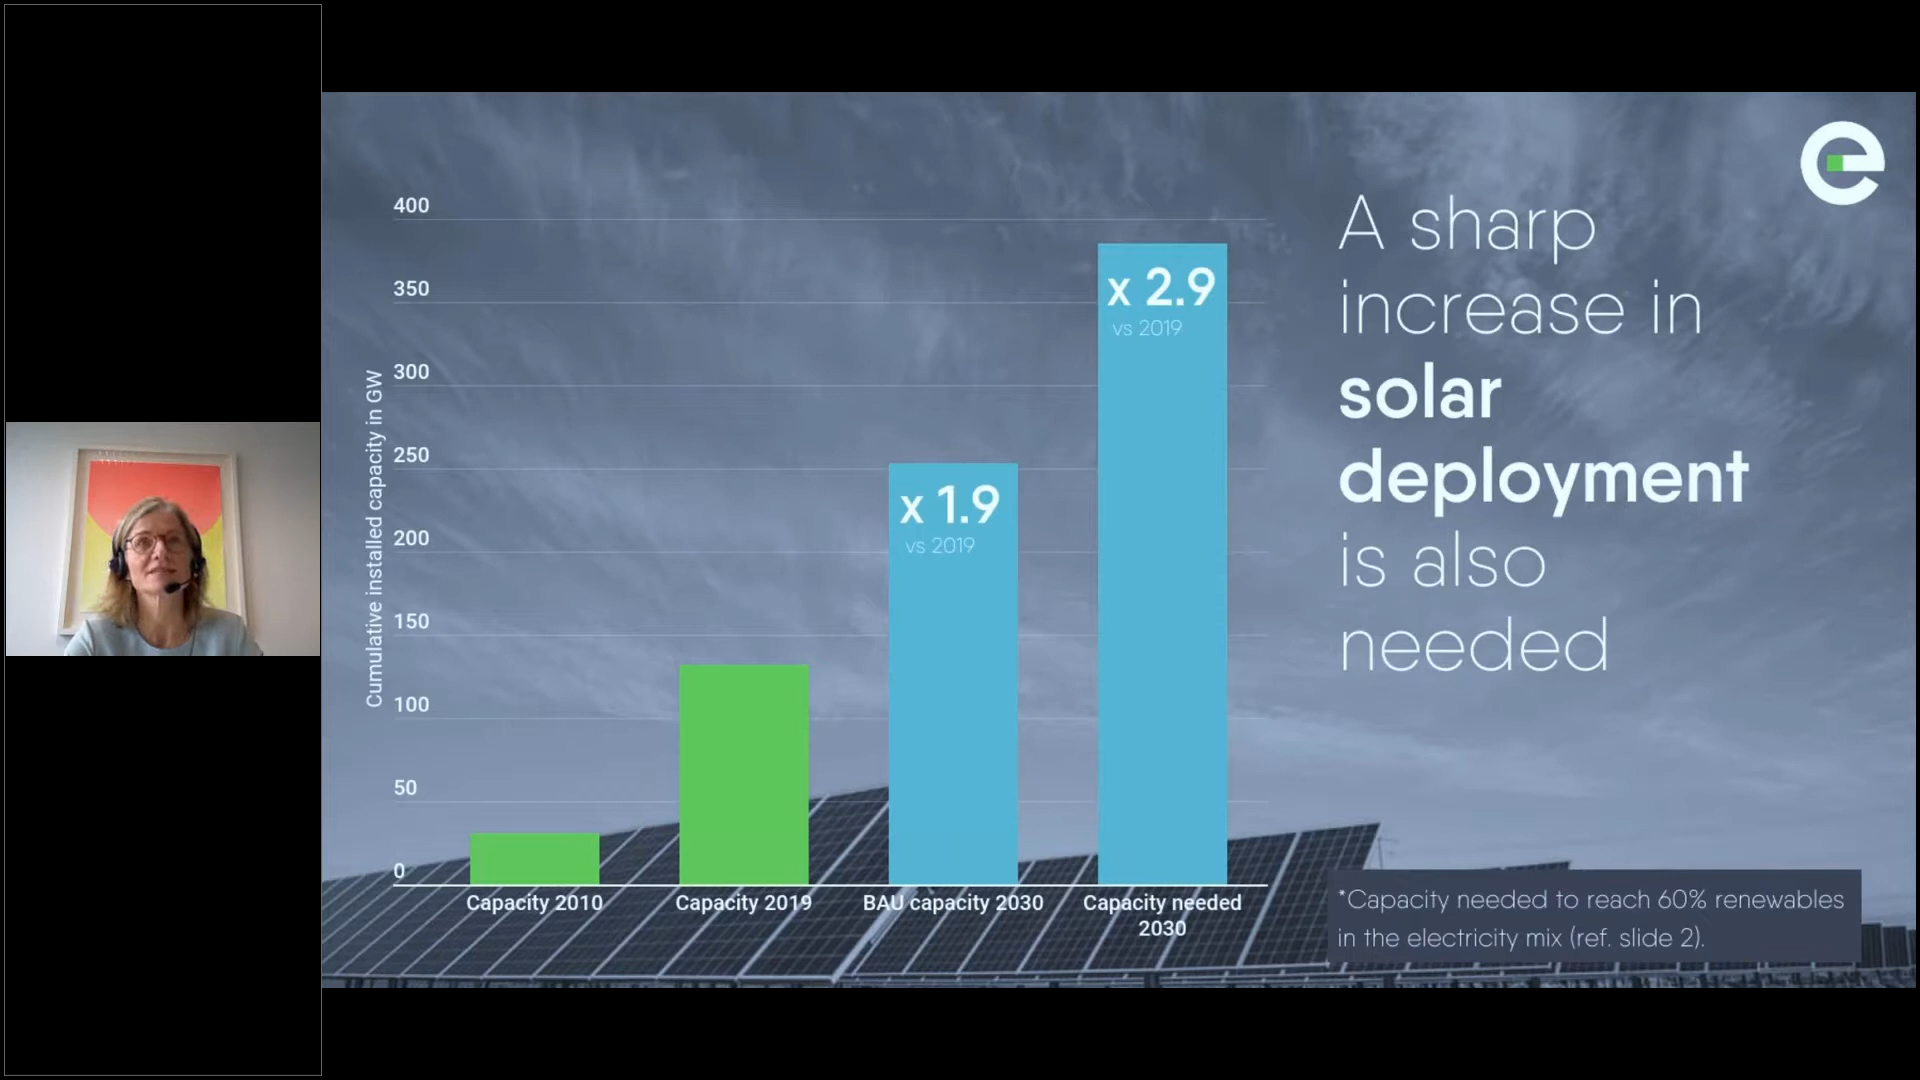 400
350
300
250
200
150
100
50
0
Cumulative installed capacity in GW
x 1.9
vs 2019
x 2.9
vs 2019
Capacity 2010
Capacity 2019
BAU capacity 2030
Capacity needed
2030
A sharp
increase in
solar
deployment
is also
needed
*Capacity needed to reach 60% renewables
in the electricity mix (ref. slide 2).